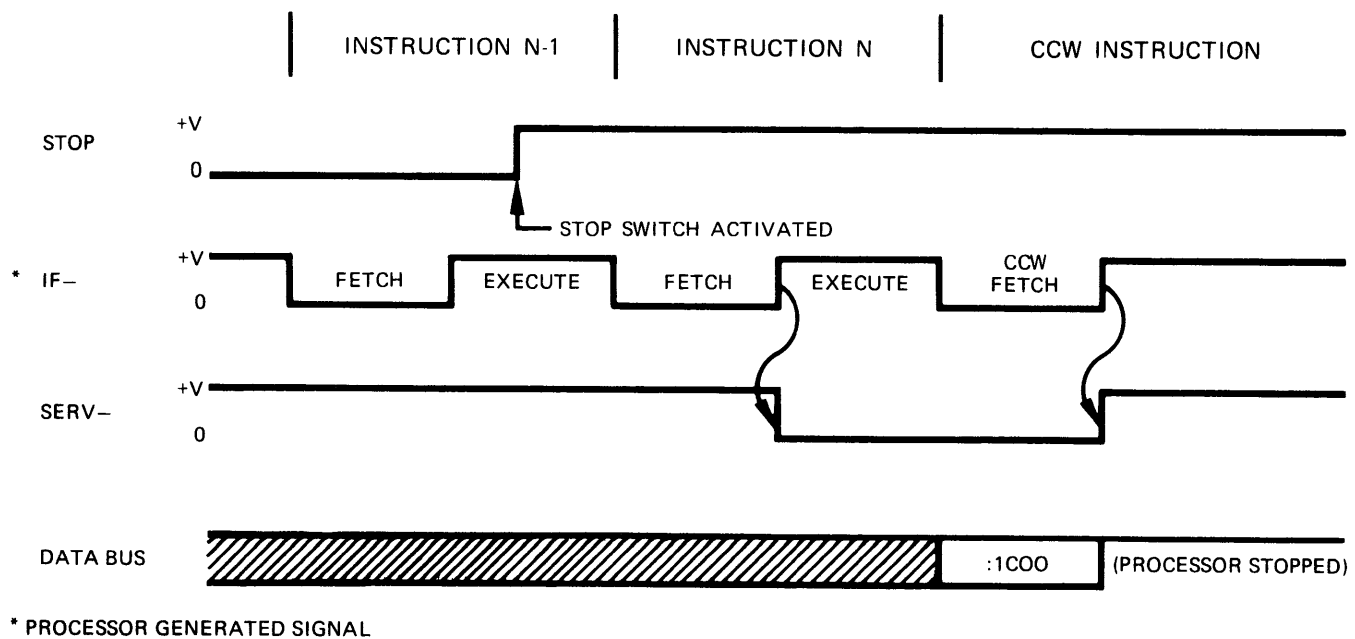 INSTRUCTION N-1 INSTRUCTION N CCW INSTRUCTION
STOP +V
0
STOP SWITCH ACTIVATED
* IF– +V
0
FETCH EXECUTE FETCH EXECUTE CCW
FETCH
SERV– +V
0
DATA BUS :1C00 (PROCESSOR STOPPED)
* PROCESSOR GENERATED SIGNAL